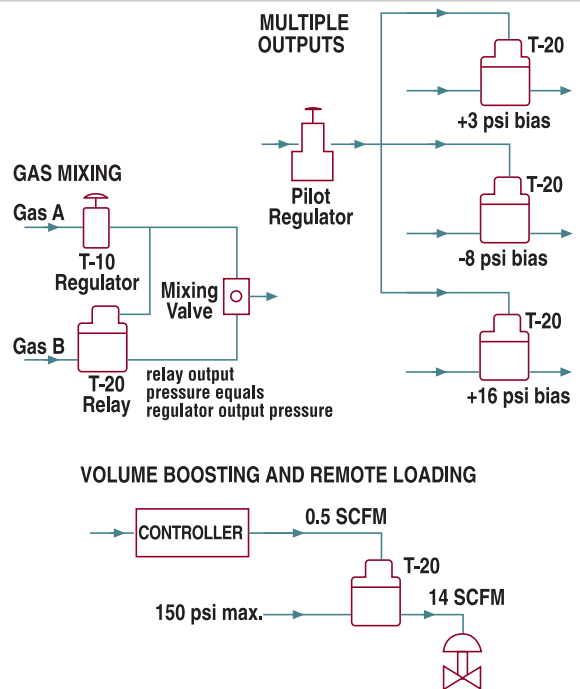 MULTIPLE
OUTPUTS
T-20
+3 psi bias
Pilot
Regulator
T-20
-8 psi bias
T-20
+16 psi bias
GAS MIXING
Gas A
T-10
Regulator
Mixing
Valve
Gas B
T-20
Relay
relay output
pressure equals
regulator output pressure
VOLUME BOOSTING AND REMOTE LOADING
CONTROLLER
0.5 SCFM
T-20
150 psi max.
14 SCFM